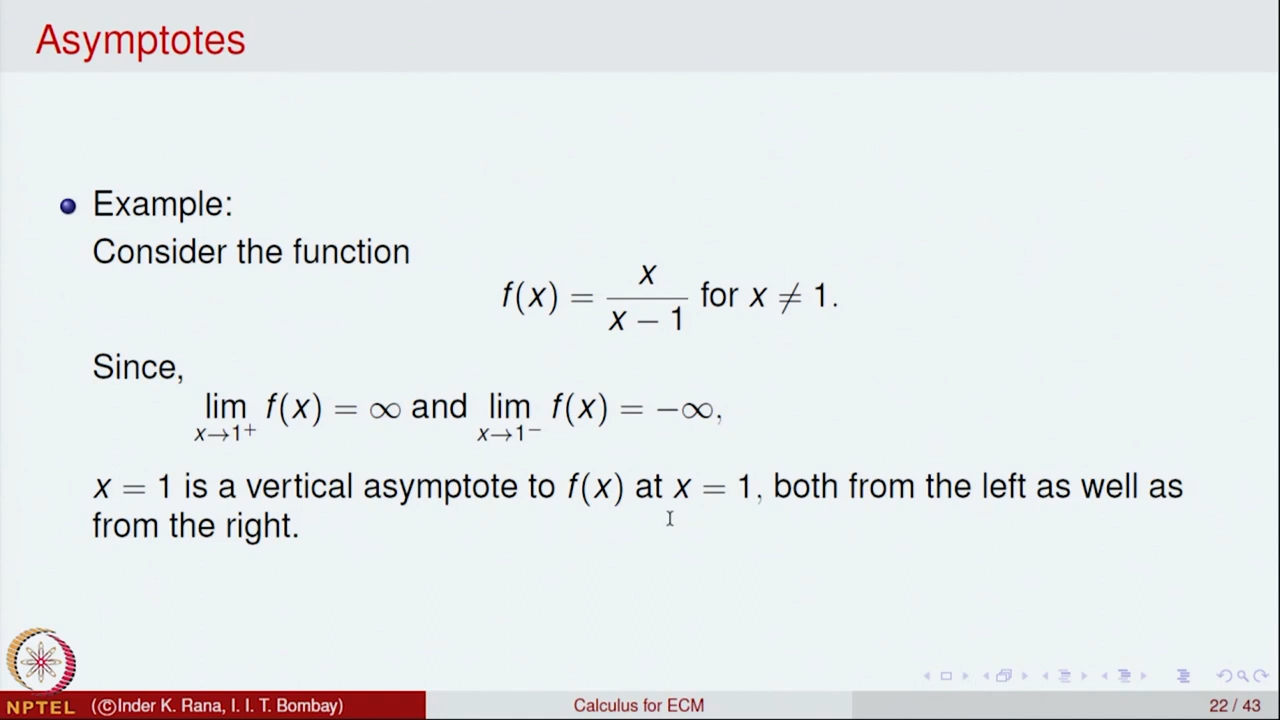 Asymptotes
Example:
Consider the function
f(x) = x / (x − 1) for x ≠ 1.
Since,
lim x→1⁺ f(x) = ∞ and lim x→1⁻ f(x) = −∞,
x = 1 is a vertical asymptote to f(x) at x = 1, both from the left as well as
from the right.
NPTEL (©Inder K. Rana, I. I. T. Bombay) Calculus for ECM 22 / 43